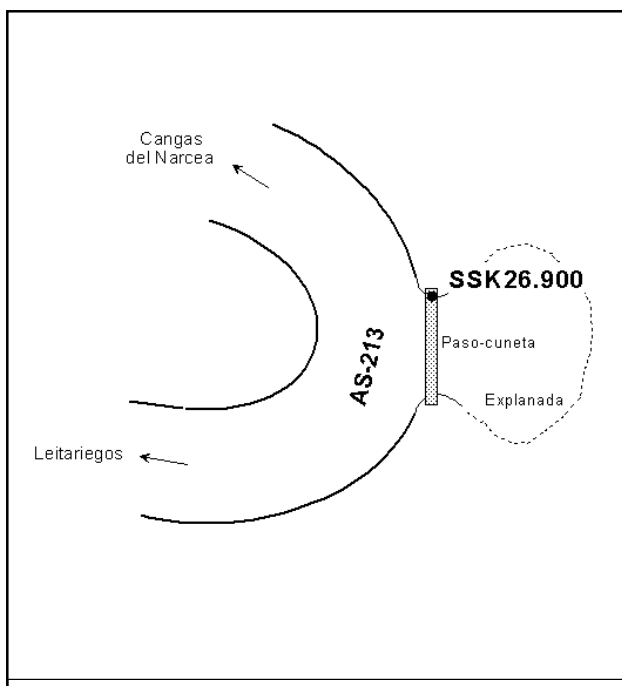 Cangas
del Narcea
SSK26.900
Paso-cuneta
AS-213
Explanada
Leitariegos